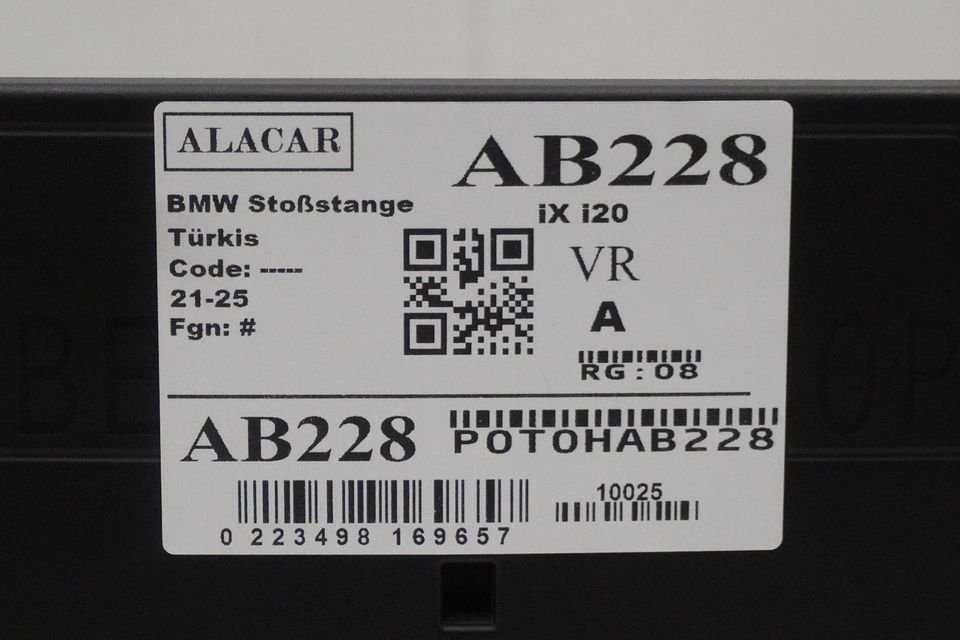 ALACAR
AB228
BMW Stoßstange
iX i20
Türkis
VR
Code: -----
A
21-25
Fgn: #
RG:08
AB228
POTOHAB228
10025
0 223498 169657